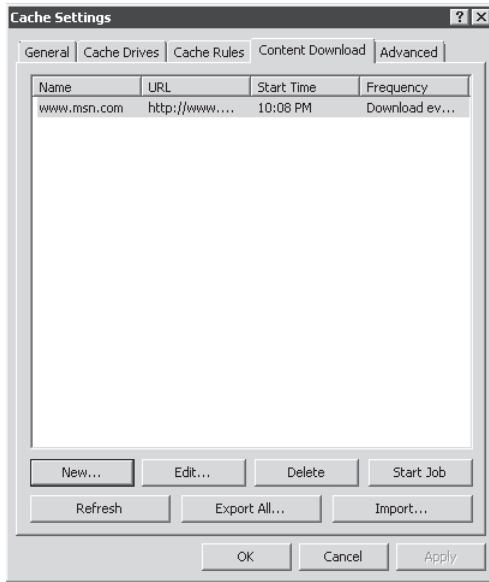 Cache Settings
? X
General Cache Drives Cache Rules Content Download Advanced
Name URL Start Time Frequency
www.msn.com http://www.... 10:08 PM Download ev...
New... Edit... Delete Start Job
Refresh Export All... Import...
OK Cancel Apply